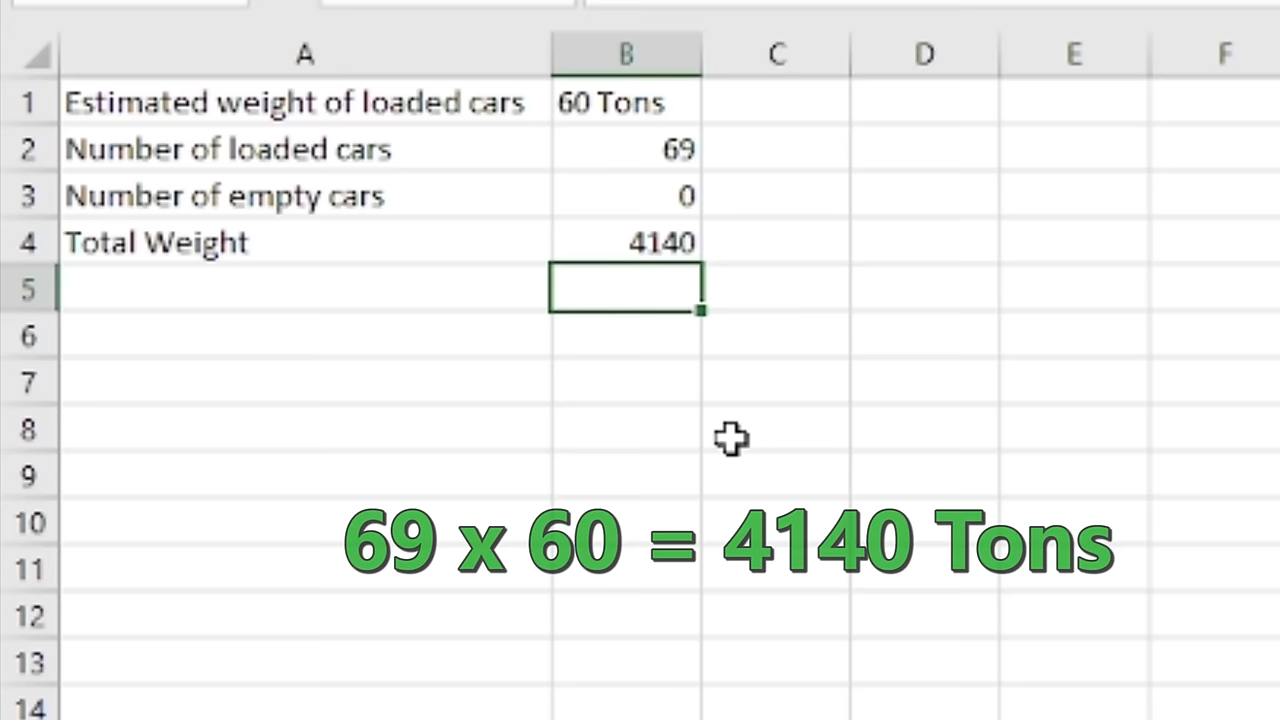 A B C D E F
1 Estimated weight of loaded cars 60 Tons
2 Number of loaded cars 69
3 Number of empty cars 0
4 Total Weight 4140
5
6
7
8
9
10
69 x 60 = 4140 Tons
11
12
13
14